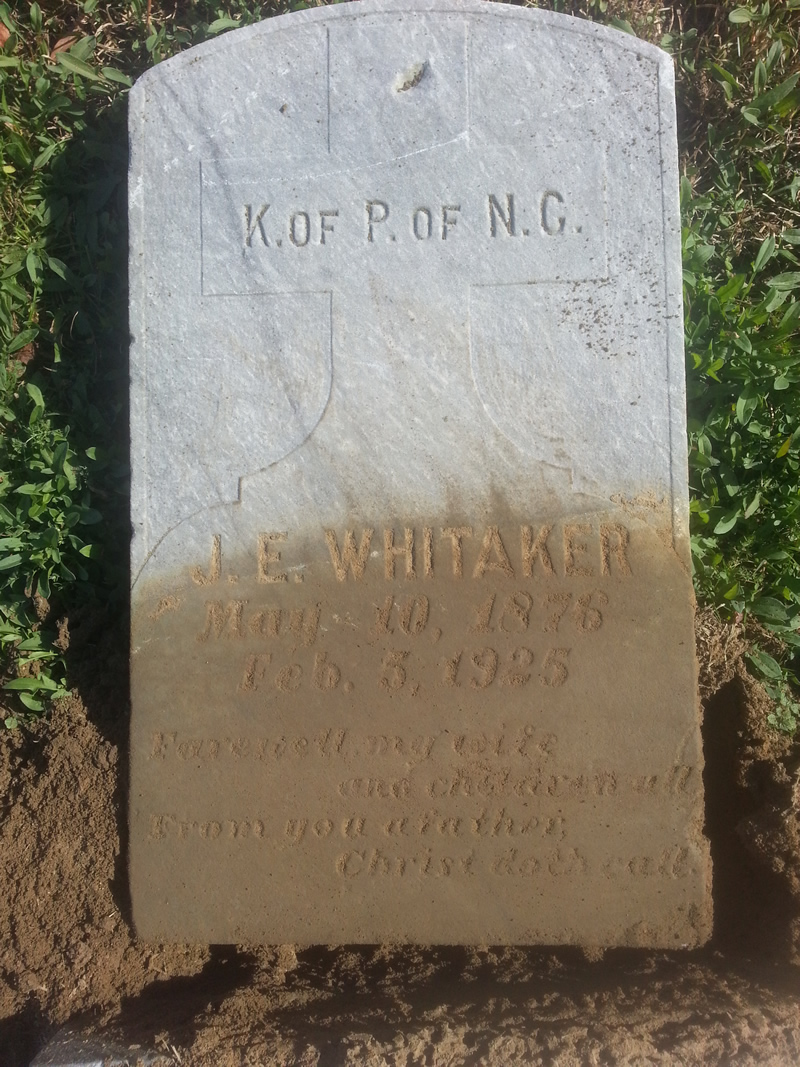 K. OF P. OF N.C.
J. E. WHITAKER
May 10, 1876
Feb. 5, 1925
Farewell, my wife
and children all
From you a father,
Christ doth call.